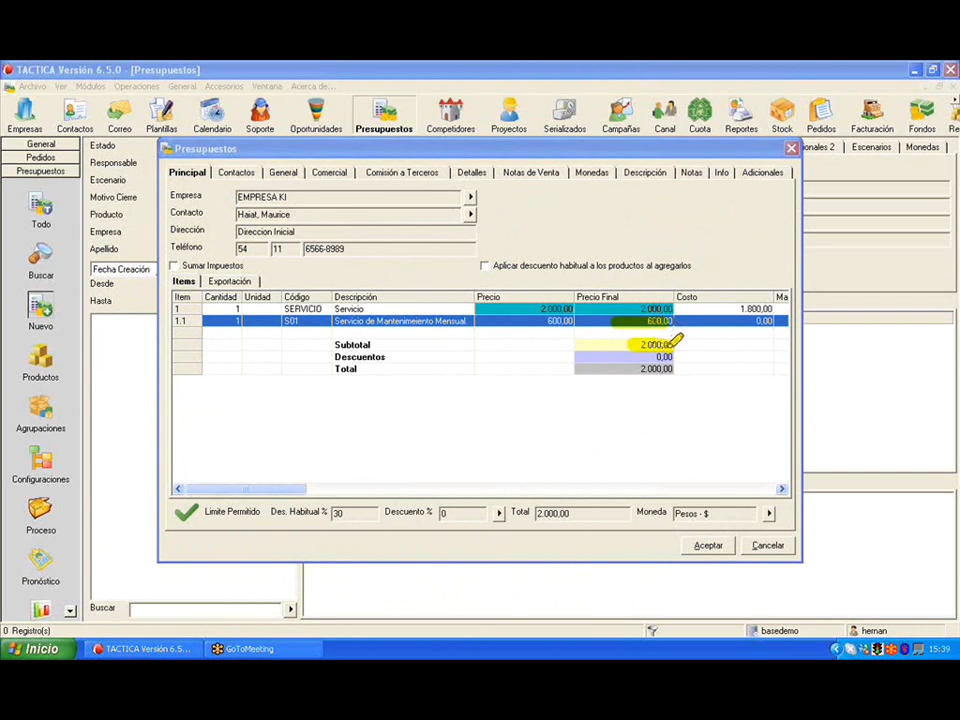 TACTICA Versión 6.5.0 - [Presupuestos]
Archivo Ver Módulos Operaciones General Accesorios Ventana Acerca de...
Empresas Contactos Correo Plantillas Calendario Soporte Oportunidades Presupuestos Competidores Proyectos Serializados Campañas Canal Cuota Reportes Stock Pedidos Facturación Fondos
General
Pedidos
Presupuestos
Todo
Buscar
Nuevo
Productos
Agrupaciones
Configuraciones
Proceso
Pronóstico
Estado
Responsable
Escenario
Motivo Cierre
Producto
Empresa
Apellido
Fecha Creación
Desde
Hasta
Buscar
Escenarios Monedas
Presupuestos
Principal Contactos General Comercial Comisión a Terceros Detalles Notas de Venta Monedas Descripción Notas Info Adicionales
Empresa EMPRESA KI
Contacto Haiat, Maurice
Dirección Direccion Inicial
Teléfono 54 11 6566-8989
Sumar Impuestos Aplicar descuento habitual a los productos al agregarlos
Items Exportación
Item Cantidad Unidad Código Descripción Precio Precio Final Costo Ma
1 1 SERVICIO Servicio 2.000,00 2.000,00 1.800,00
1.1 1 S01 Servicio de Mantenimeiento Mensual 600,00 600,00 0,00
Subtotal 2.000,00
Descuentos 0,00
Total 2.000,00
Limite Permitido Des. Habitual % 30 Descuento % 0 Total 2.000,00 Moneda Pesos - $
Aceptar Cancelar
0 Registro(s) basedemo hernan
Inicio TACTICA Versión 6.5... GoToMeeting 15:39